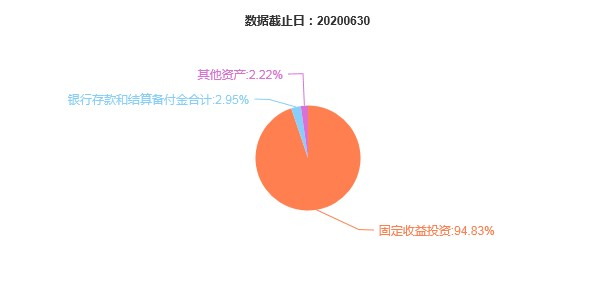 数据截止日：20200630
其他资产:2.22%
银行存款和结算备付金合计:2.95%
固定收益投资:94.83%